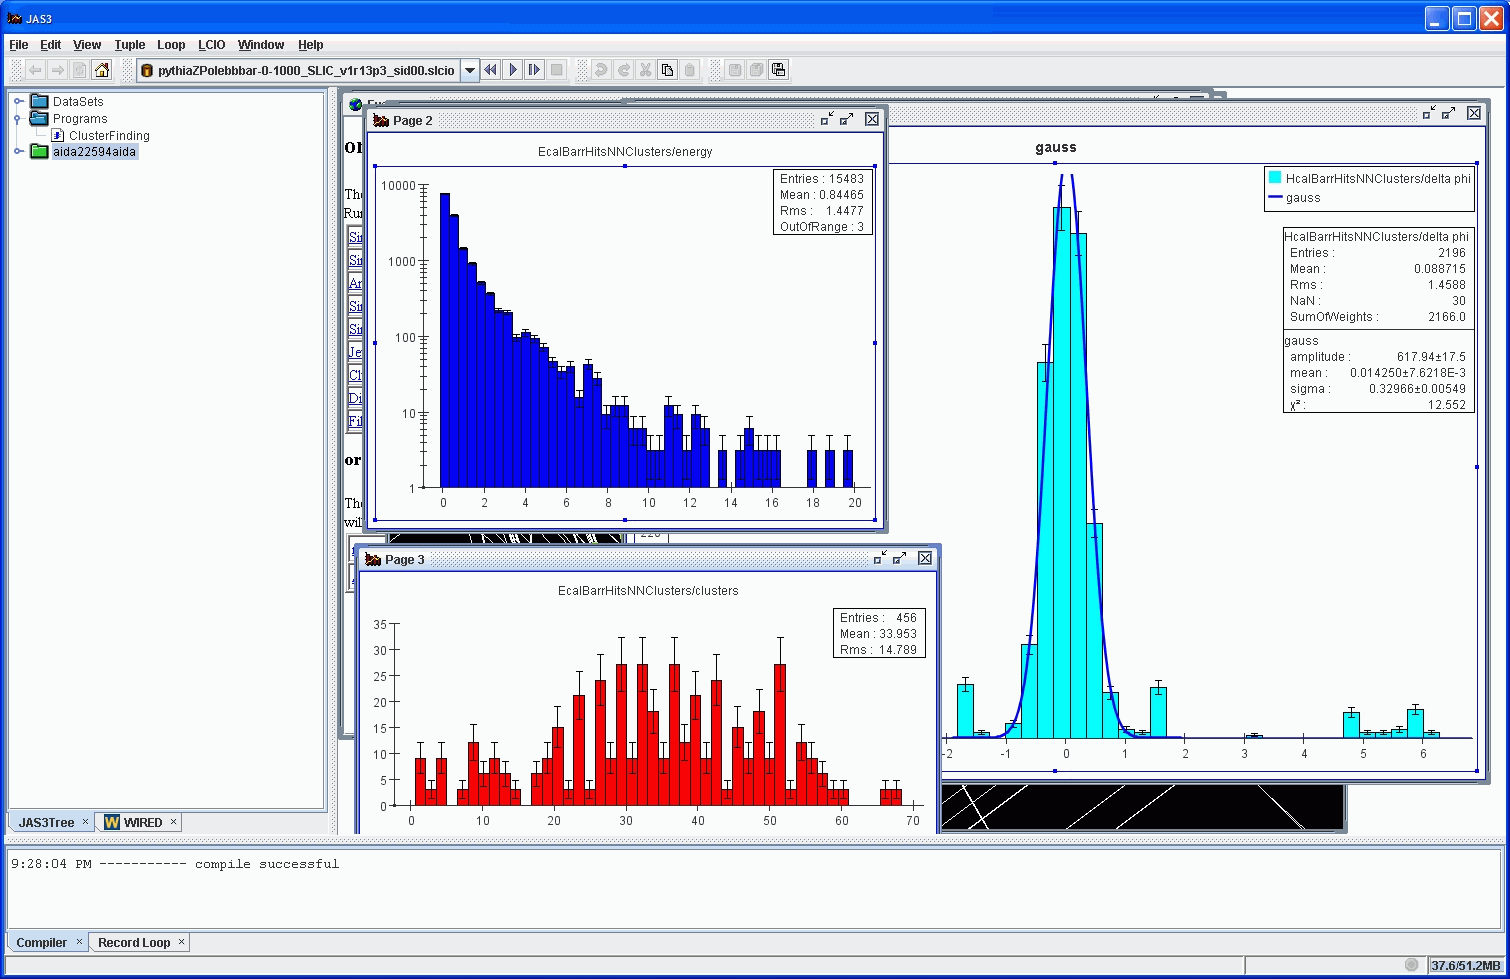 JAS3
File Edit View Tuple Loop LCIO Window Help
pythiaZPolebbbar-0-1000_SLIC_v1r13p3_sid00.slcio
DataSets
Programs
ClusterFinding
aida22594aida
JAS3Tree
WIRED
or
The
Run
or
The
will
Page 2
EcalBarrHitsNNClusters/energy
Entries : 15483
Mean : 0.84465
Rms : 1.4477
OutOfRange : 3
10000
1000
100
10
1
0 2 4 6 8 10 12 14 16 18 20
220
Page 3
EcalBarrHitsNNClusters/clusters
Entries : 456
Mean : 33.953
Rms : 14.789
35
30
25
20
15
10
5
0
0 10 20 30 40 50 60 70
gauss
HcalBarrHitsNNClusters/delta phi
gauss
HcalBarrHitsNNClusters/delta phi
Entries : 2196
Mean : 0.088715
Rms : 1.4588
NaN : 30
SumOfWeights : 2166.0
gauss
amplitude : 617.94±17.5
mean : 0.014250±7.6218E-3
sigma : 0.32966±0.00549
χ² : 12.552
-2 -1 0 1 2 3 4 5 6
9:28:04 PM ----------- compile successful
Compiler
Record Loop
37.6/51.2MB